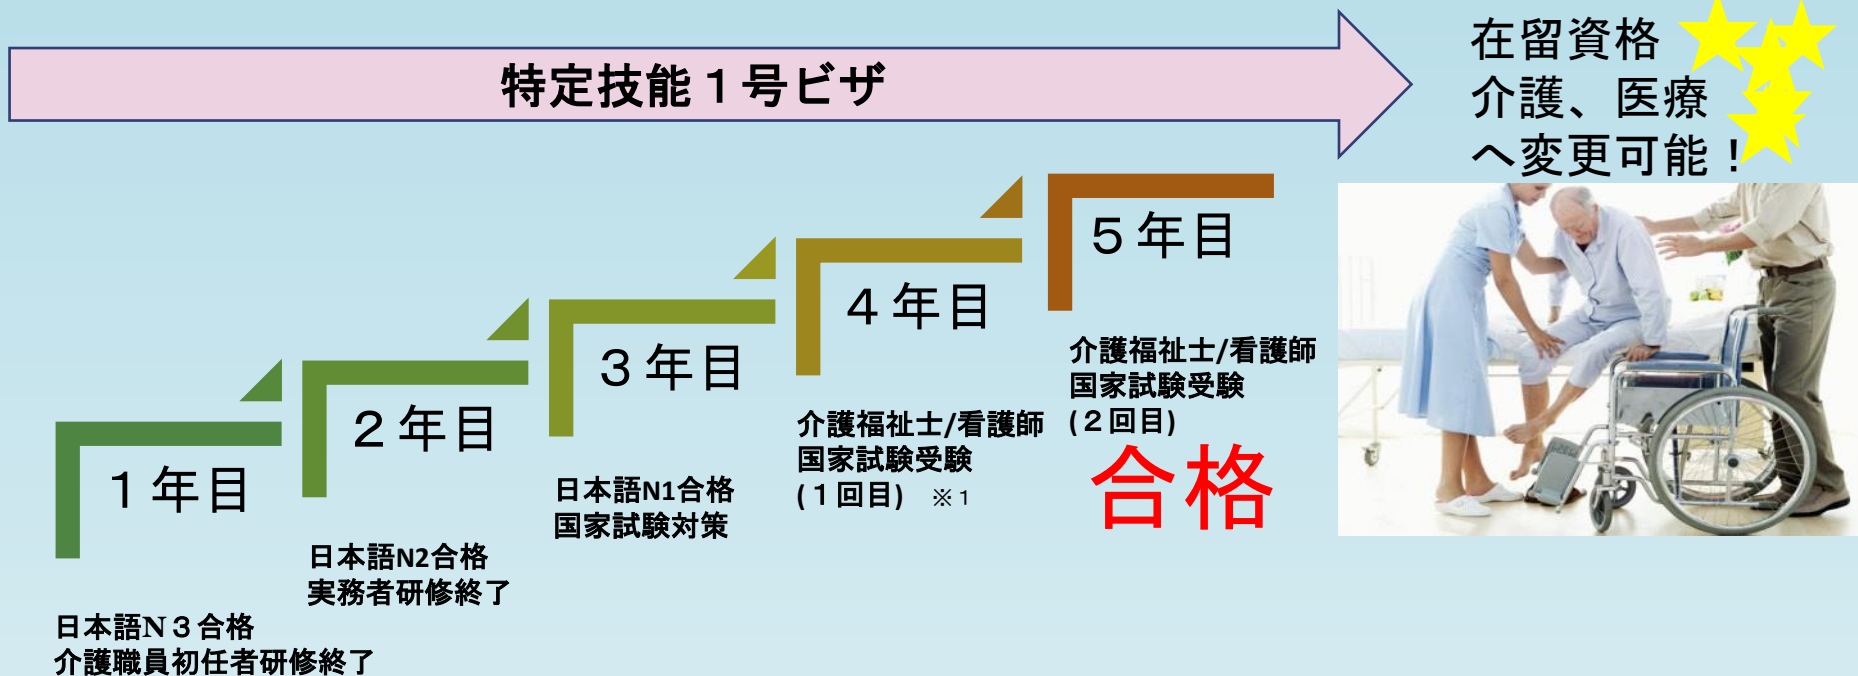 特定技能１号ビザ
在留資格
介護、医療
へ変更可能！
１年目
日本語N３合格
介護職員初任者研修終了
２年目
日本語N2合格
実務者研修終了
３年目
日本語N1合格
国家試験対策
４年目
介護福祉士/看護師
国家試験受験
(１回目)　※１
５年目
介護福祉士/看護師
国家試験受験
(２回目)
合格